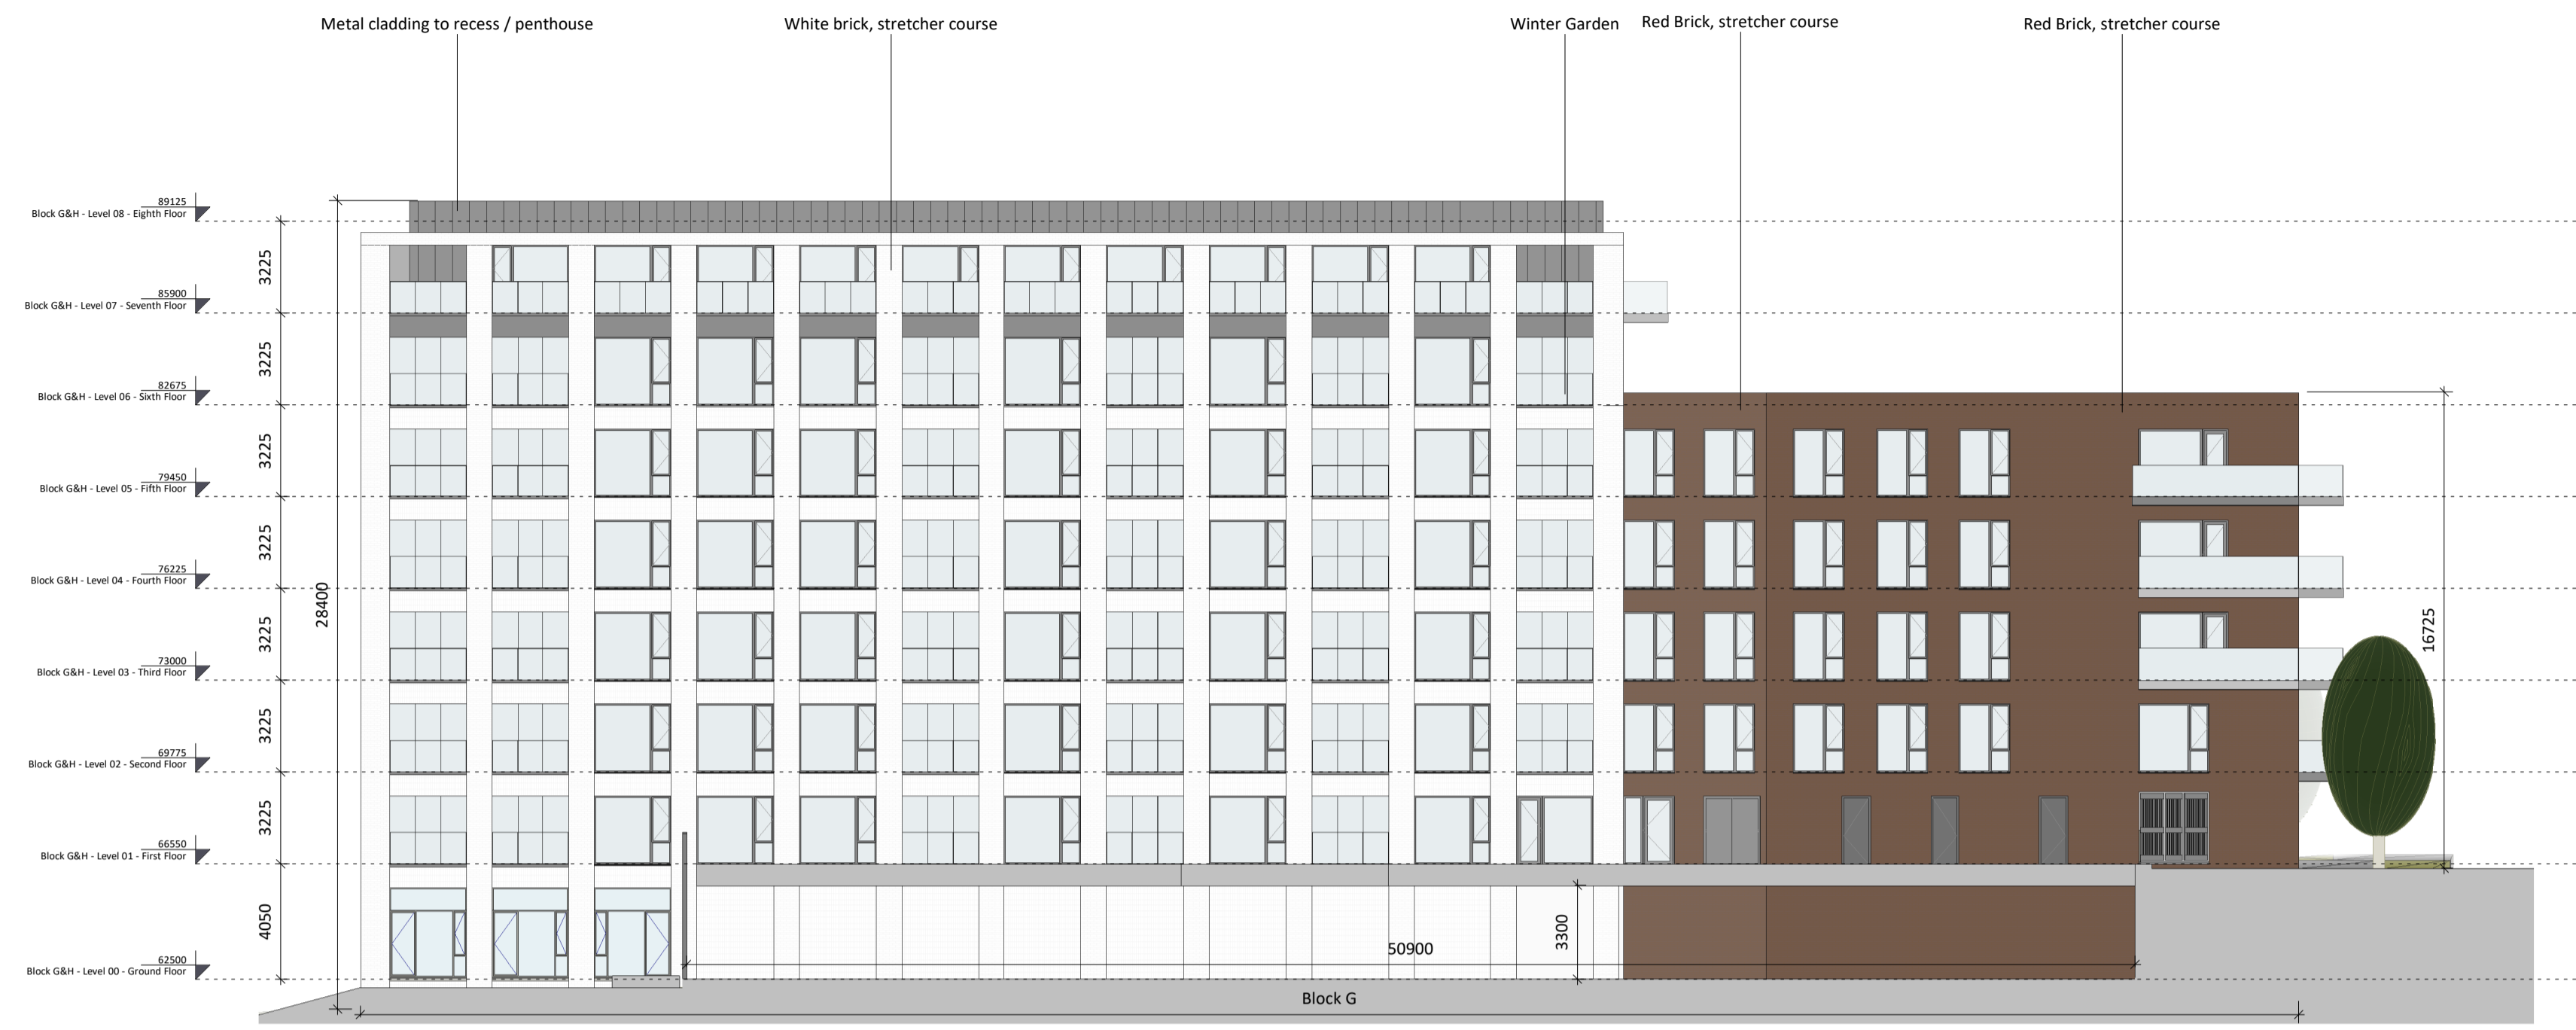 Metal cladding to recess / penthouse
White brick, stretcher course
Winter Garden
Red Brick, stretcher course
Red Brick, stretcher course
89125
Block G&H - Level 08 - Eighth Floor
3225
85900
Block G&H - Level 07 - Seventh Floor
3225
82675
Block G&H - Level 06 - Sixth Floor
3225
79450
Block G&H - Level 05 - Fifth Floor
3225
76225
Block G&H - Level 04 - Fourth Floor
28400
3225
16725
73000
Block G&H - Level 03 - Third Floor
3225
69775
Block G&H - Level 02 - Second Floor
3225
66550
Block G&H - Level 01 - First Floor
4050
3300
50900
62500
Block G&H - Level 00 - Ground Floor
Block G